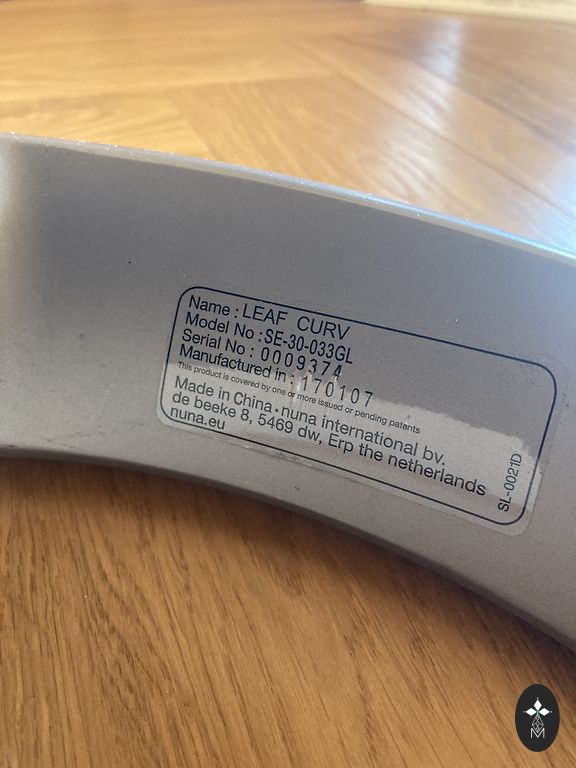 Name : LEAF CURV
Model No : SE-30-033GL
Serial No : 0009374
Manufactured in : 170107
This product is covered by one or more issued or pending patents
Made in China • nuna international bv.
de beeke 8, 5469 dw, Erp the netherlands
nuna.eu
SL-0021D
M